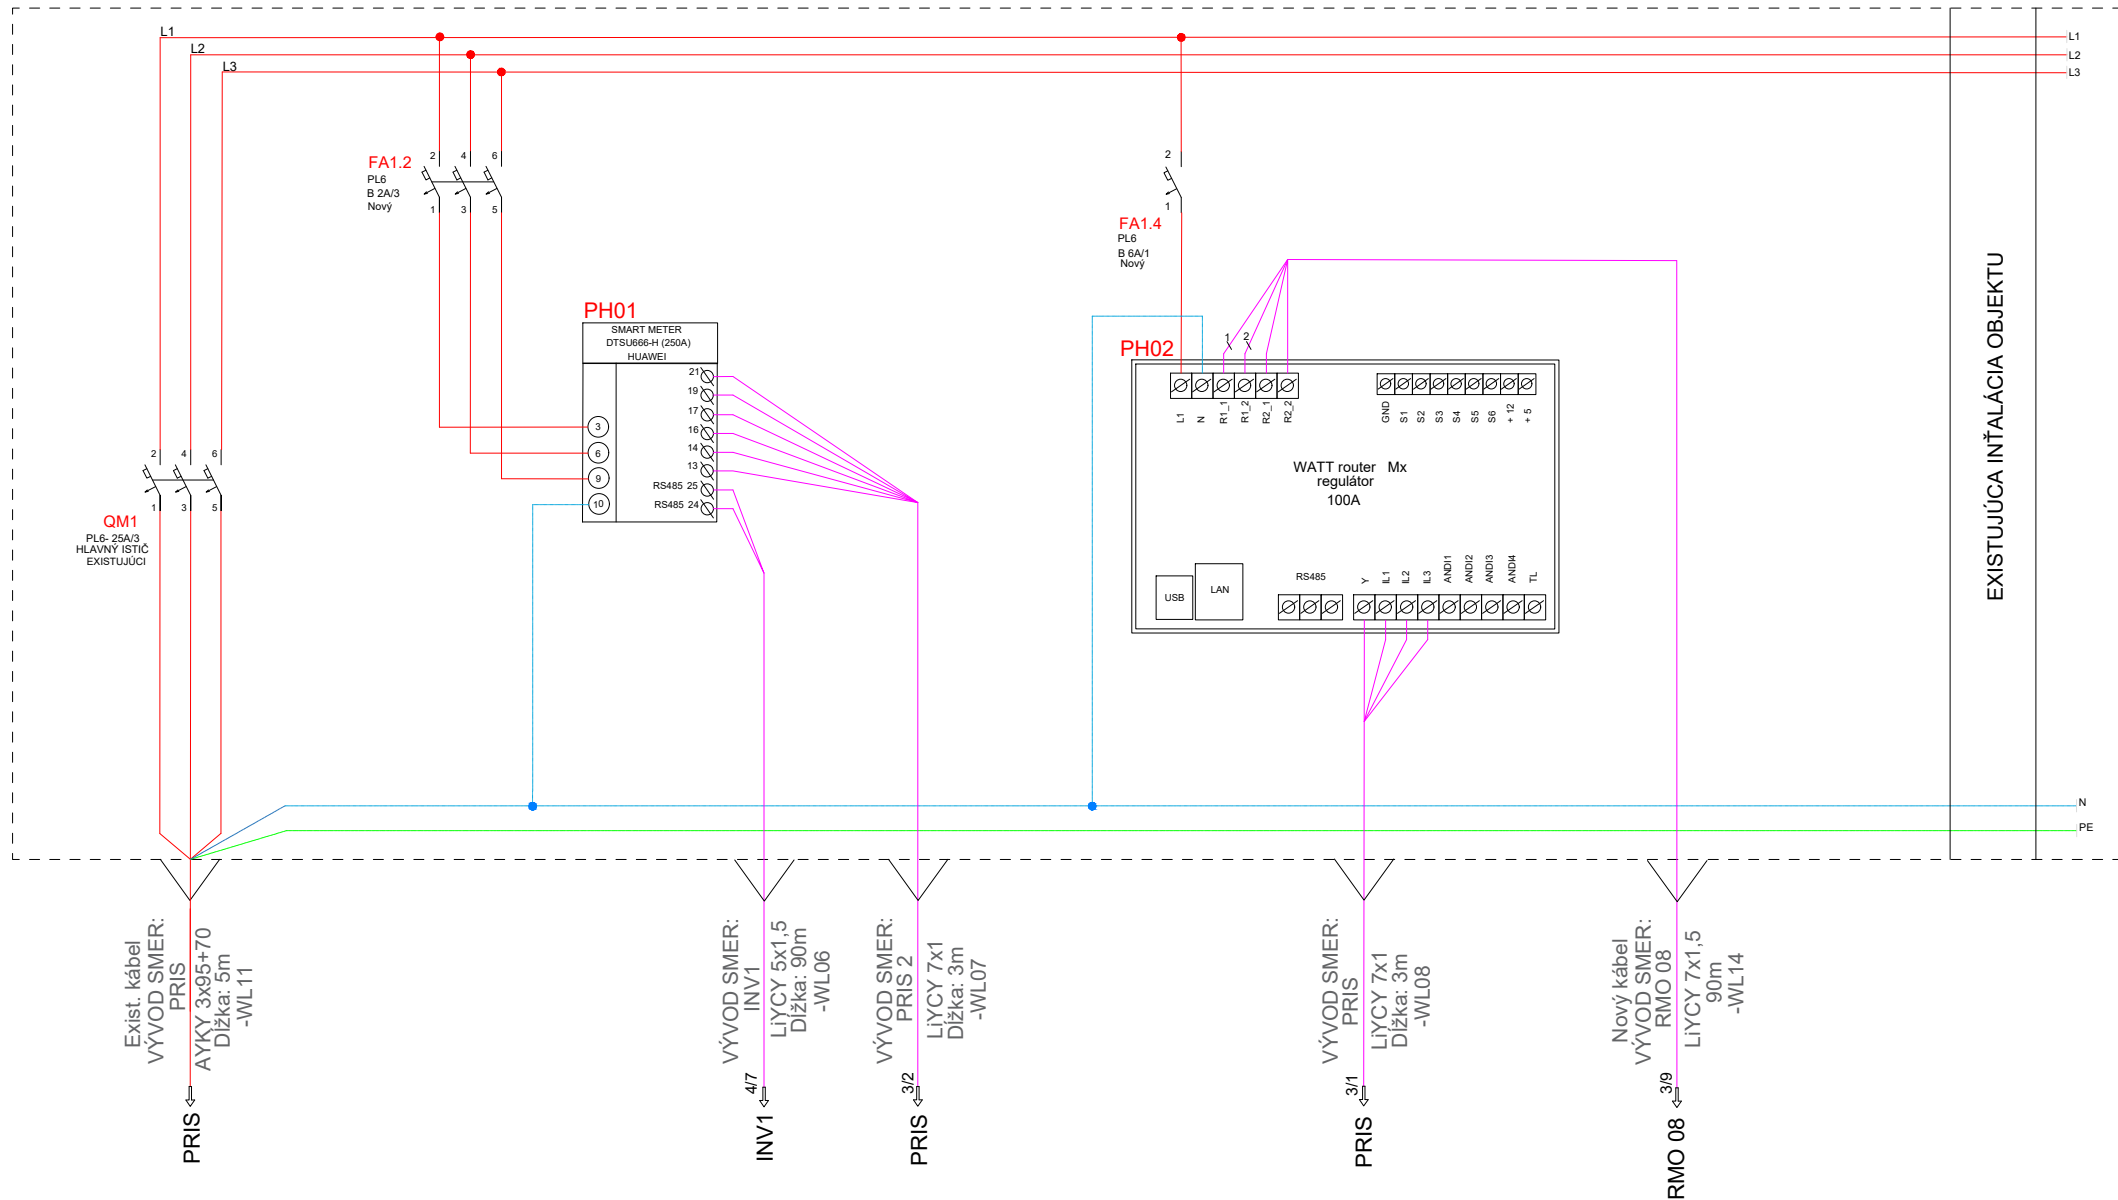 L1
L2
L3
L1
L2
L3
2
4
6
FA1.2
PL6
B 2A/3
Nový
1
3
5
2
1
FA1.4
PL6
B 6A/1
Nový
PH01
SMART METER
DTSU666-H (250A)
HUAWEI
21
19
17
16
14
13
RS485 25
RS485 24
3
6
9
10
1
2
PH02
L1
N
R1_1
R1_2
R2_1
R2_2
GND
S1
S2
S3
S4
S5
S6
+ 12
+ 5
WATT router Mx
regulátor
100A
USB
LAN
RS485
Y
IL1
IL2
IL3
ANDI1
ANDI2
ANDI3
ANDI4
TL
EXISTUJÚCA INŤALÁCIA OBJEKTU
2
4
6
1
3
5
QM1
PL6- 25A/3
HLAVNÝ ISTIČ
EXISTUJÚCI
N
PE
Exist. kábel
VÝVOD SMER:
PRIS
AYKY 3x95+70
Dĺžka: 5m
-WL11
PRIS
VÝVOD SMER:
INV1
LiYCY 5x1,5
Dĺžka: 90m
-WL06
4/7
INV1
VÝVOD SMER:
PRIS 2
LiYCY 7x1
Dĺžka: 3m
-WL07
3/2
PRIS
VÝVOD SMER:
PRIS
LiYCY 7x1
Dĺžka: 3m
-WL08
3/1
PRIS
Nový kábel
VÝVOD SMER:
RMO 08
LiYCY 7x1,5
90m
-WL14
3/9
RMO 08